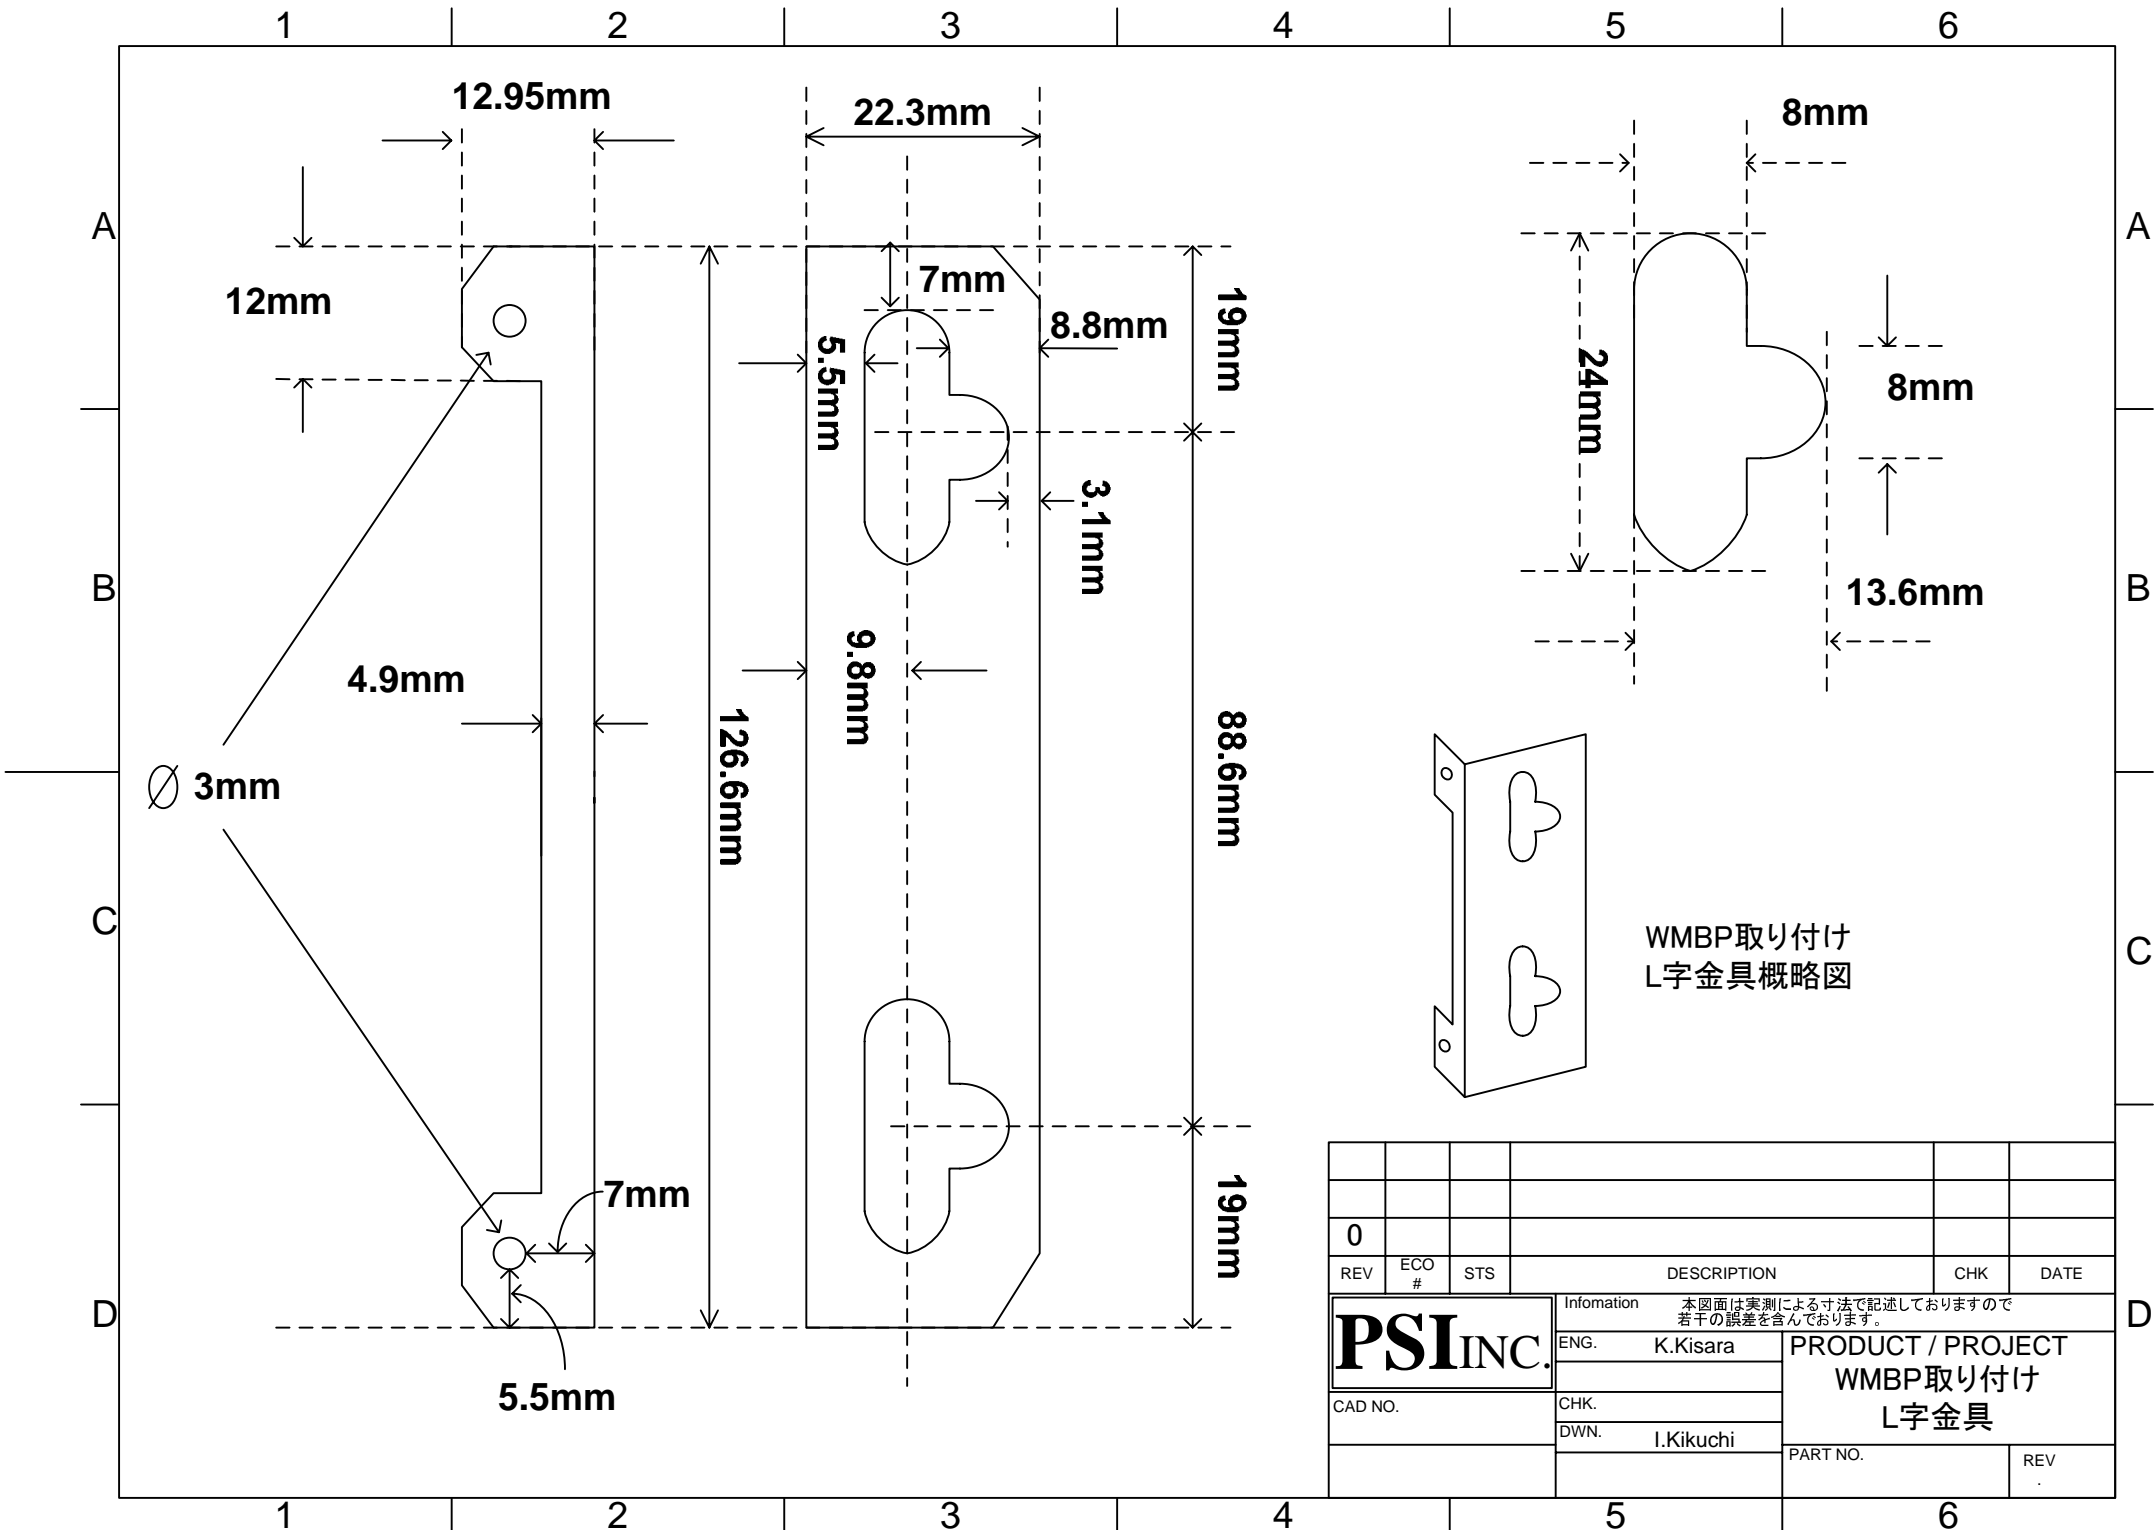 1 2 3 4 5 6
12.95mm
22.3mm
8mm
A
A
12mm
7mm
8.8mm
19mm
5.5mm
24mm
8mm
3.1mm
B
B
13.6mm
9.8mm
4.9mm
126.6mm
88.6mm
∅ 3mm
C
C
WMBP取り付け
L字金具概略図
7mm
19mm
5.5mm
D
D
0
REV ECO # STS DESCRIPTION CHK DATE
PSI INC.
Infomation 本図面は実測による寸法で記述しておりますので
若干の誤差を含んでおります。
ENG. K.Kisara
PRODUCT / PROJECT
WMBP取り付け
L字金具
CAD NO.
CHK.
DWN. I.Kikuchi
PART NO.
REV
.
1 2 3 4 5 6